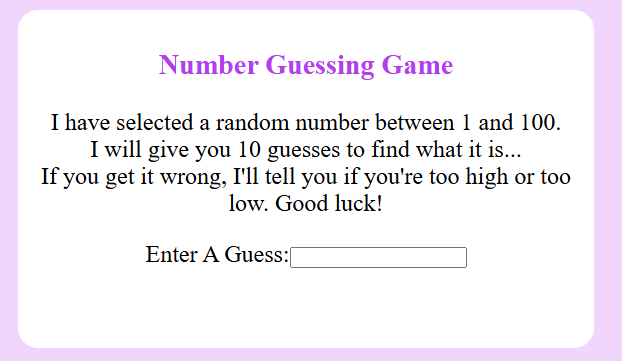 Number Guessing Game
I have selected a random number between 1 and 100.
I will give you 10 guesses to find what it is...
If you get it wrong, I'll tell you if you're too high or too
low. Good luck!
Enter A Guess: